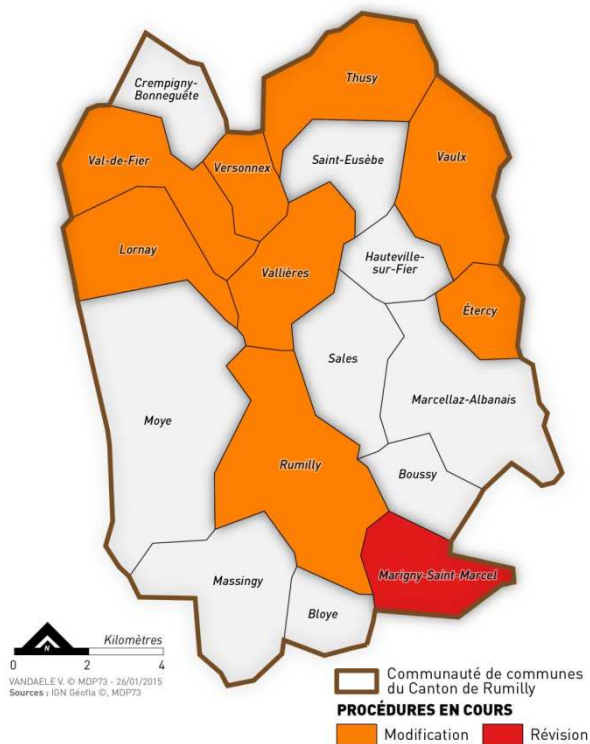 Crempigny-
Bonneguête
Thusy
Val-de-Fier
Versonnex
Saint-Eusèbe
Vaulx
Lornay
Vallières
Hauteville-
sur-Fier
Étercy
Sales
Moye
Marcellaz-Albanais
Rumilly
Boussy
Massingy
Marigny-Saint-Marcel
Bloye
N
Kilomètres
0 2 4
VANDAELE V. © MDP73 - 26/01/2015
Sources : IGN Géofla ©, MDP73
Communauté de communes
du Canton de Rumilly
PROCÉDURES EN COURS
Modification Révision